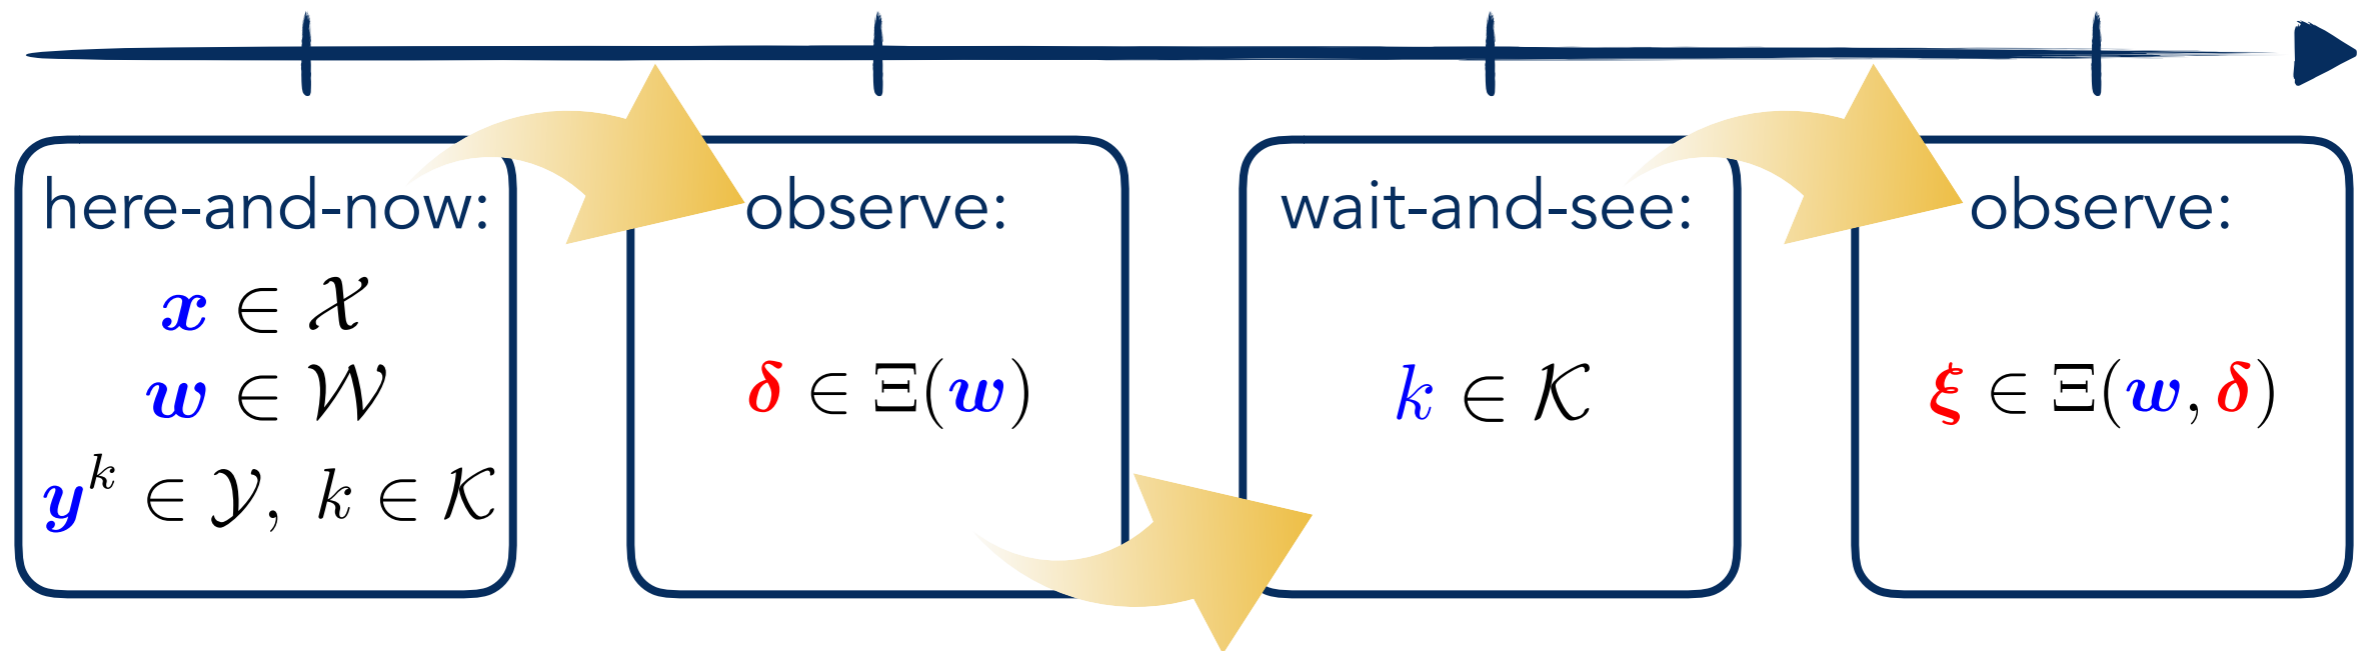 here-and-now:
x ∈ 𝒳
w ∈ 𝒲
y^k ∈ 𝒴, k ∈ 𝒦
observe:
δ ∈ Ξ(w)
wait-and-see:
k ∈ 𝒦
observe:
ξ ∈ Ξ(w, δ)